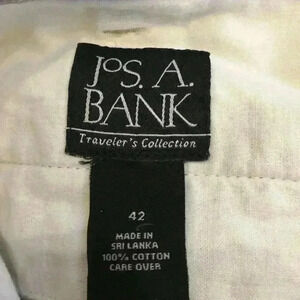 JOS. A.
BANK
Traveler's Collection
42
MADE IN
SRI LANKA
100% COTTON
CARE OVER